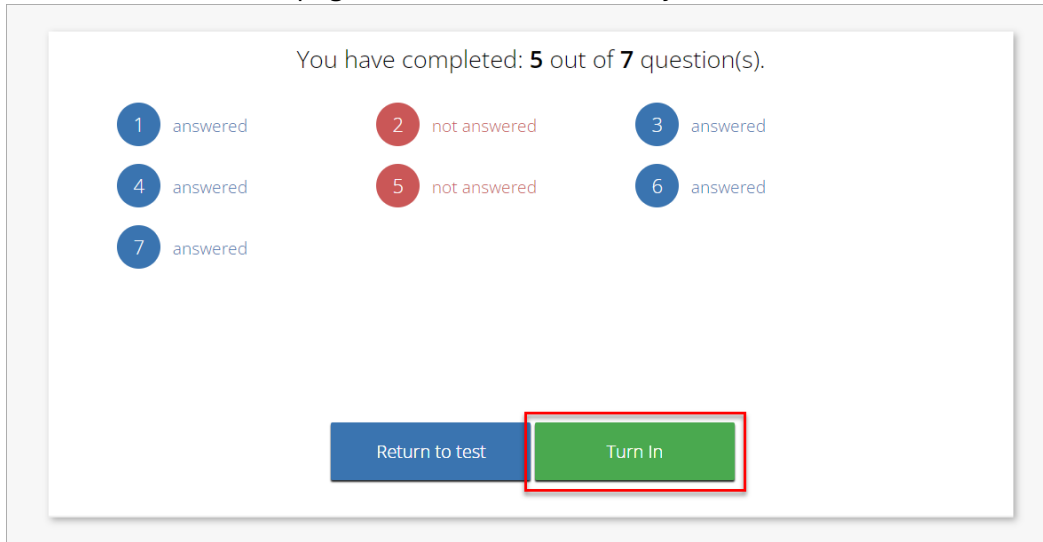 You have completed: 5 out of 7 question(s).
1 answered 2 not answered 3 answered
4 answered 5 not answered 6 answered
7 answered
Return to test Turn In